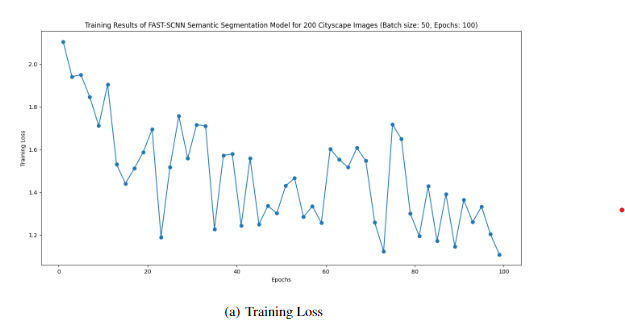 Training Results of FAST-SCNN Semantic Segmentation Model for 200 Cityscape Images (Batch size: 50, Epochs: 100)
2.0
1.8
1.6
1.4
1.2
Training Loss
0 20 40 60 80 100
Epochs
(a) Training Loss